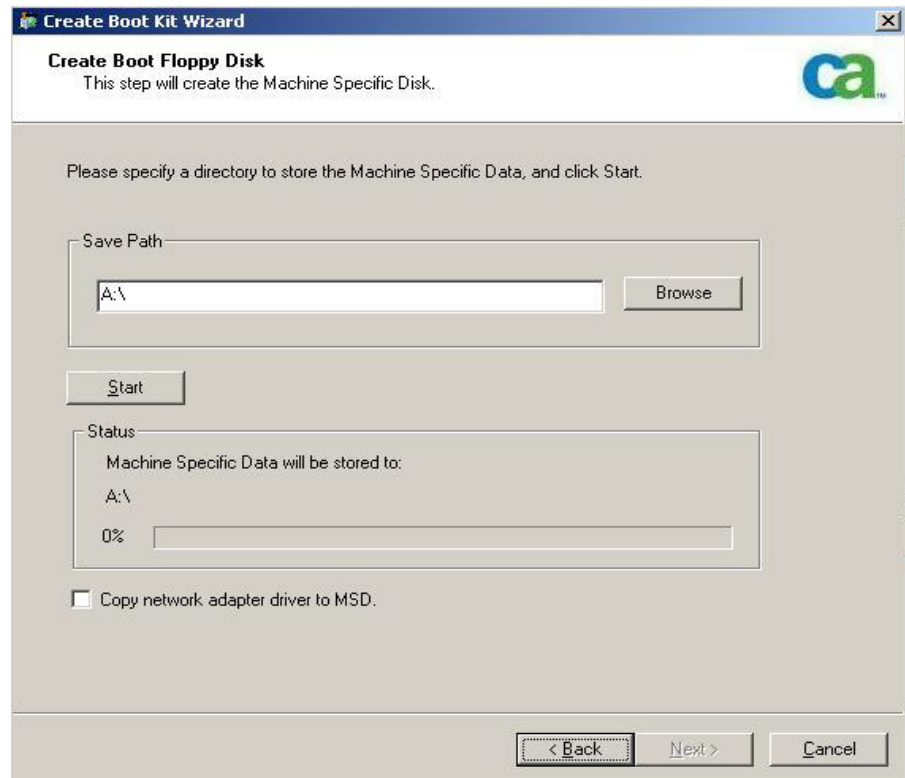 Create Boot Kit Wizard
Create Boot Floppy Disk
This step will create the Machine Specific Disk.
ca
Please specify a directory to store the Machine Specific Data, and click Start.
Save Path
A:\
Browse
Start
Status
Machine Specific Data will be stored to:
A:\
0%
Copy network adapter driver to MSD.
< Back
Next >
Cancel